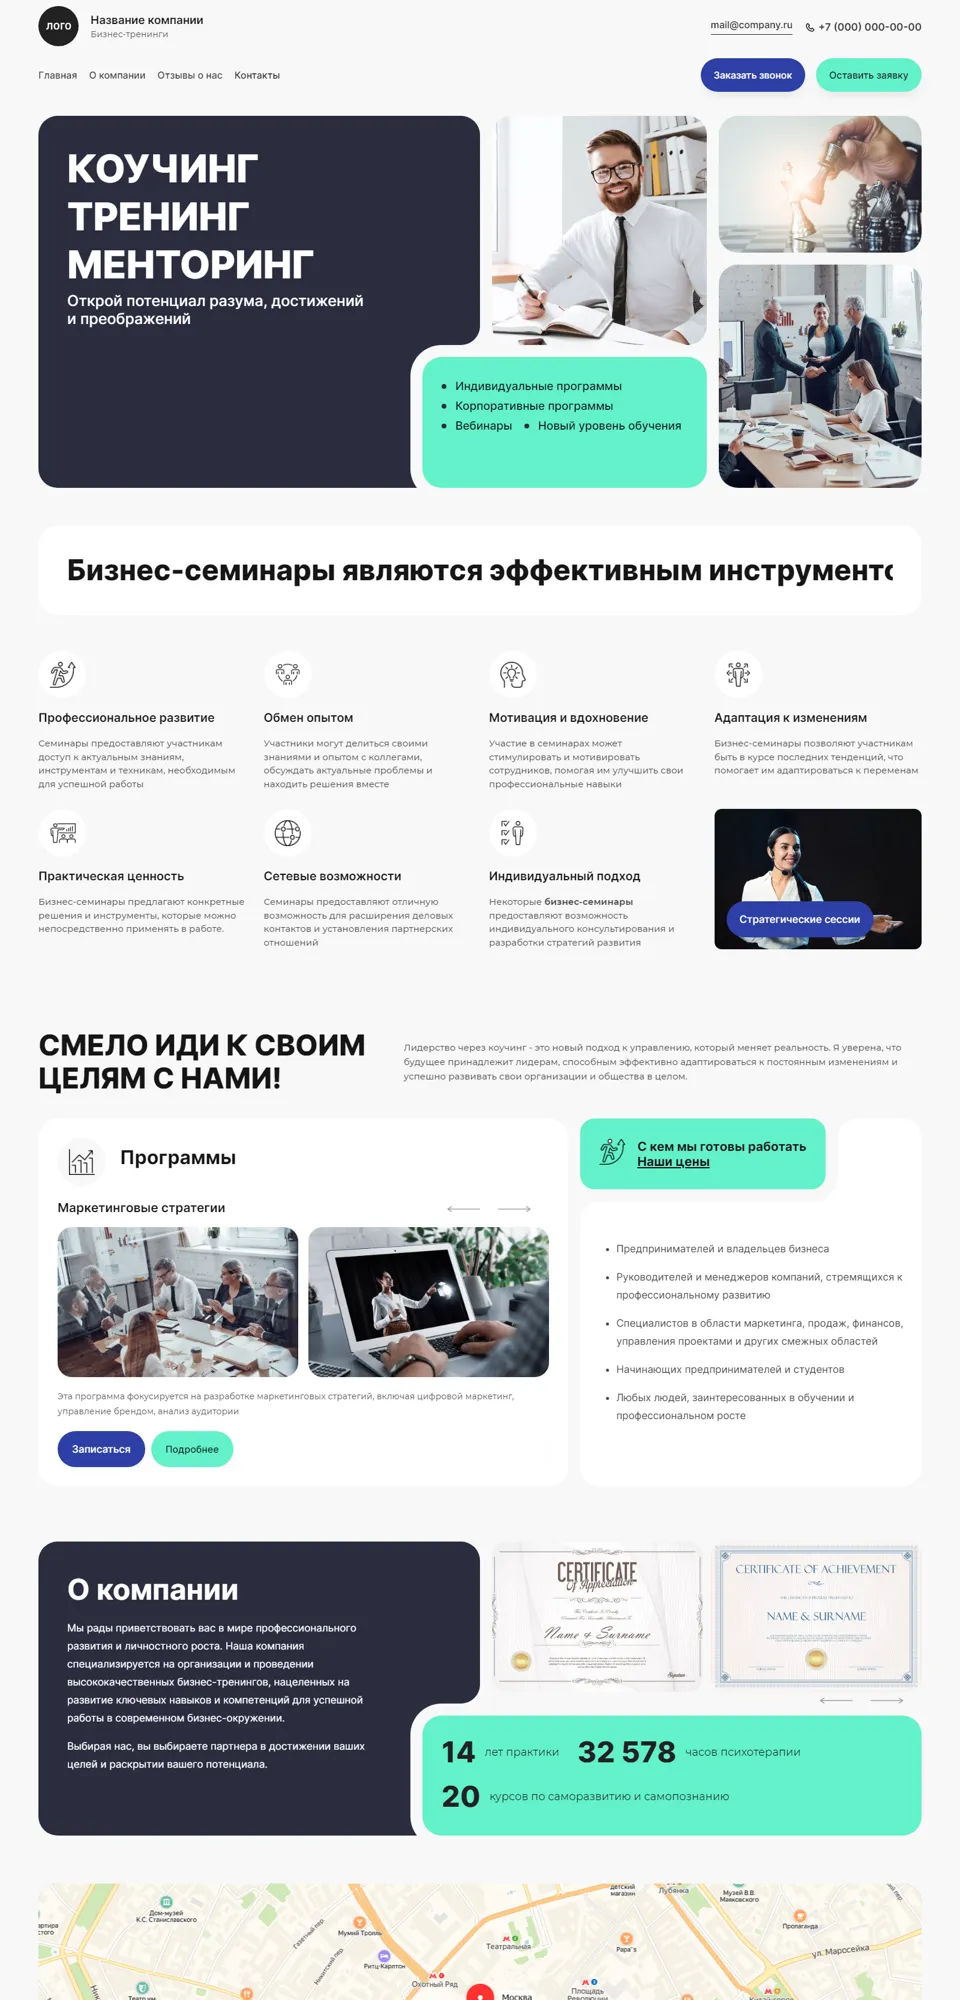 ЛОГО
Название компании
Бизнес-тренинги
mail@company.ru
+7 (000) 000-00-00
Главная
О компании
Отзывы о нас
Контакты
Заказать звонок
Оставить заявку
КОУЧИНГ
ТРЕНИНГ
МЕНТОРИНГ
Открой потенциал разума, достижений
и преображений
Индивидуальные программы
Корпоративные программы
Вебинары
Новый уровень обучения
Бизнес-семинары являются эффективным инструменто
Профессиональное развитие
Семинары предоставляют участникам
доступ к актуальным знаниям,
инструментам и техникам, необходимым
для успешной работы
Обмен опытом
Участники могут делиться своими
знаниями и опытом с коллегами,
обсуждать актуальные проблемы и
находить решения вместе
Мотивация и вдохновение
Участие в семинарах может
стимулировать и мотивировать
сотрудников, помогая им улучшить свои
профессиональные навыки
Адаптация к изменениям
Бизнес-семинары позволяют участникам
быть в курсе последних тенденций, что
помогает им адаптироваться к переменам
Практическая ценность
Бизнес-семинары предлагают конкретные
решения и инструменты, которые можно
непосредственно применять в работе.
Сетевые возможности
Семинары предоставляют отличную
возможность для расширения деловых
контактов и установления партнерских
отношений
Индивидуальный подход
Некоторые бизнес-семинары
предоставляют возможность
индивидуального консультирования и
разработки стратегий развития
Стратегические сессии
СМЕЛО ИДИ К СВОИМ
ЦЕЛЯМ С НАМИ!
Лидерство через коучинг - это новый подход к управлению, который меняет реальность. Я уверена, что
будущее принадлежит лидерам, способным эффективно адаптироваться к постоянным изменениям и
успешно развивать свои организации и общества в целом.
Программы
Маркетинговые стратегии
Эта программа фокусируется на разработке маркетинговых стратегий, включая цифровой маркетинг,
управление брендом, анализ аудитории
Записаться
Подробнее
С кем мы готовы работать
Наши цены
Предпринимателей и владельцев бизнеса
Руководителей и менеджеров компаний, стремящихся к
профессиональному развитию
Специалистов в области маркетинга, продаж, финансов,
управления проектами и других смежных областей
Начинающих предпринимателей и студентов
Любых людей, заинтересованных в обучении и
профессиональном росте
О компании
Мы рады приветствовать вас в мире профессионального
развития и личностного роста. Наша компания
специализируется на организации и проведении
высококачественных бизнес-тренингов, нацеленных на
развитие ключевых навыков и компетенций для успешной
работы в современном бизнес-окружении.
Выбирая нас, вы выбираете партнера в достижении ваших
целей и раскрытии вашего потенциала.
CERTIFICATE
Of Appreciation
Name & Surname
CERTIFICATE OF ACHIEVEMENT
NAME & SURNAME
14 лет практики
32 578 часов психотерапии
20 курсов по саморазвитию и самопознанию
детский
магазин
Лубянка
Музей В.В.
Маяковского
Дом-музей
К.С. Станиславского
Газетный пер.
Мумий Тролль
Никитский пер.
Ритц-Карлтон
Театральная
Papa's
Пропаганда
ул. Маросейка
Охотный Ряд
Площадь
Революции
Москва
Китай-город